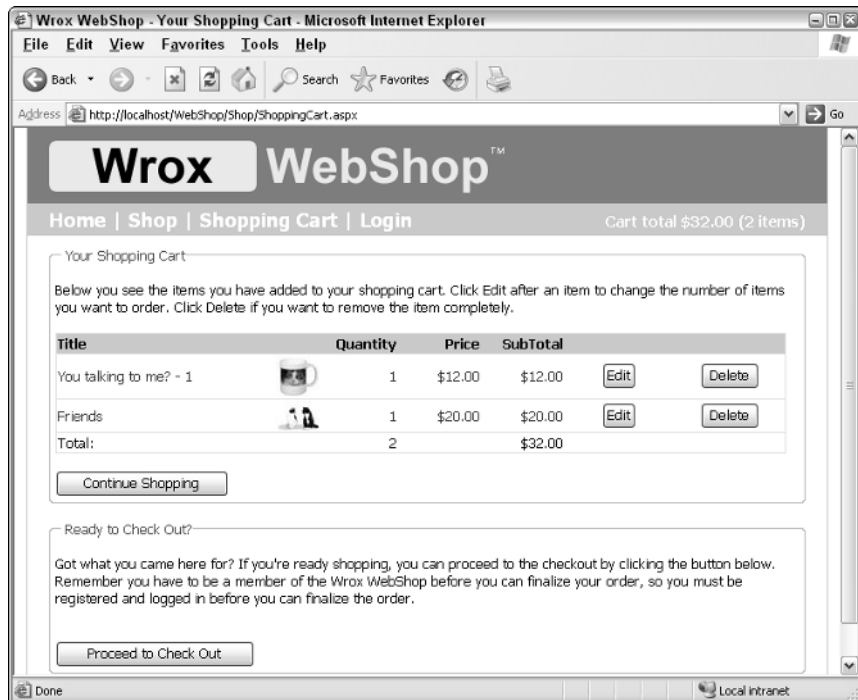 Wrox WebShop - Your Shopping Cart - Microsoft Internet Explorer
File Edit View Favorites Tools Help
Back Search Favorites
Address http://localhost/WebShop/Shop/ShoppingCart.aspx Go
Wrox WebShop™
Home | Shop | Shopping Cart | Login Cart total $32.00 (2 items)
Your Shopping Cart
Below you see the items you have added to your shopping cart. Click Edit after an item to change the number of items
you want to order. Click Delete if you want to remove the item completely.
Title Quantity Price SubTotal
You talking to me? - 1 1 $12.00 $12.00 Edit Delete
Friends 1 $20.00 $20.00 Edit Delete
Total: 2 $32.00
Continue Shopping
Ready to Check Out?
Got what you came here for? If you're ready shopping, you can proceed to the checkout by clicking the button below.
Remember you have to be a member of the Wrox WebShop before you can finalize your order, so you must be
registered and logged in before you can finalize the order.
Proceed to Check Out
Done Local intranet